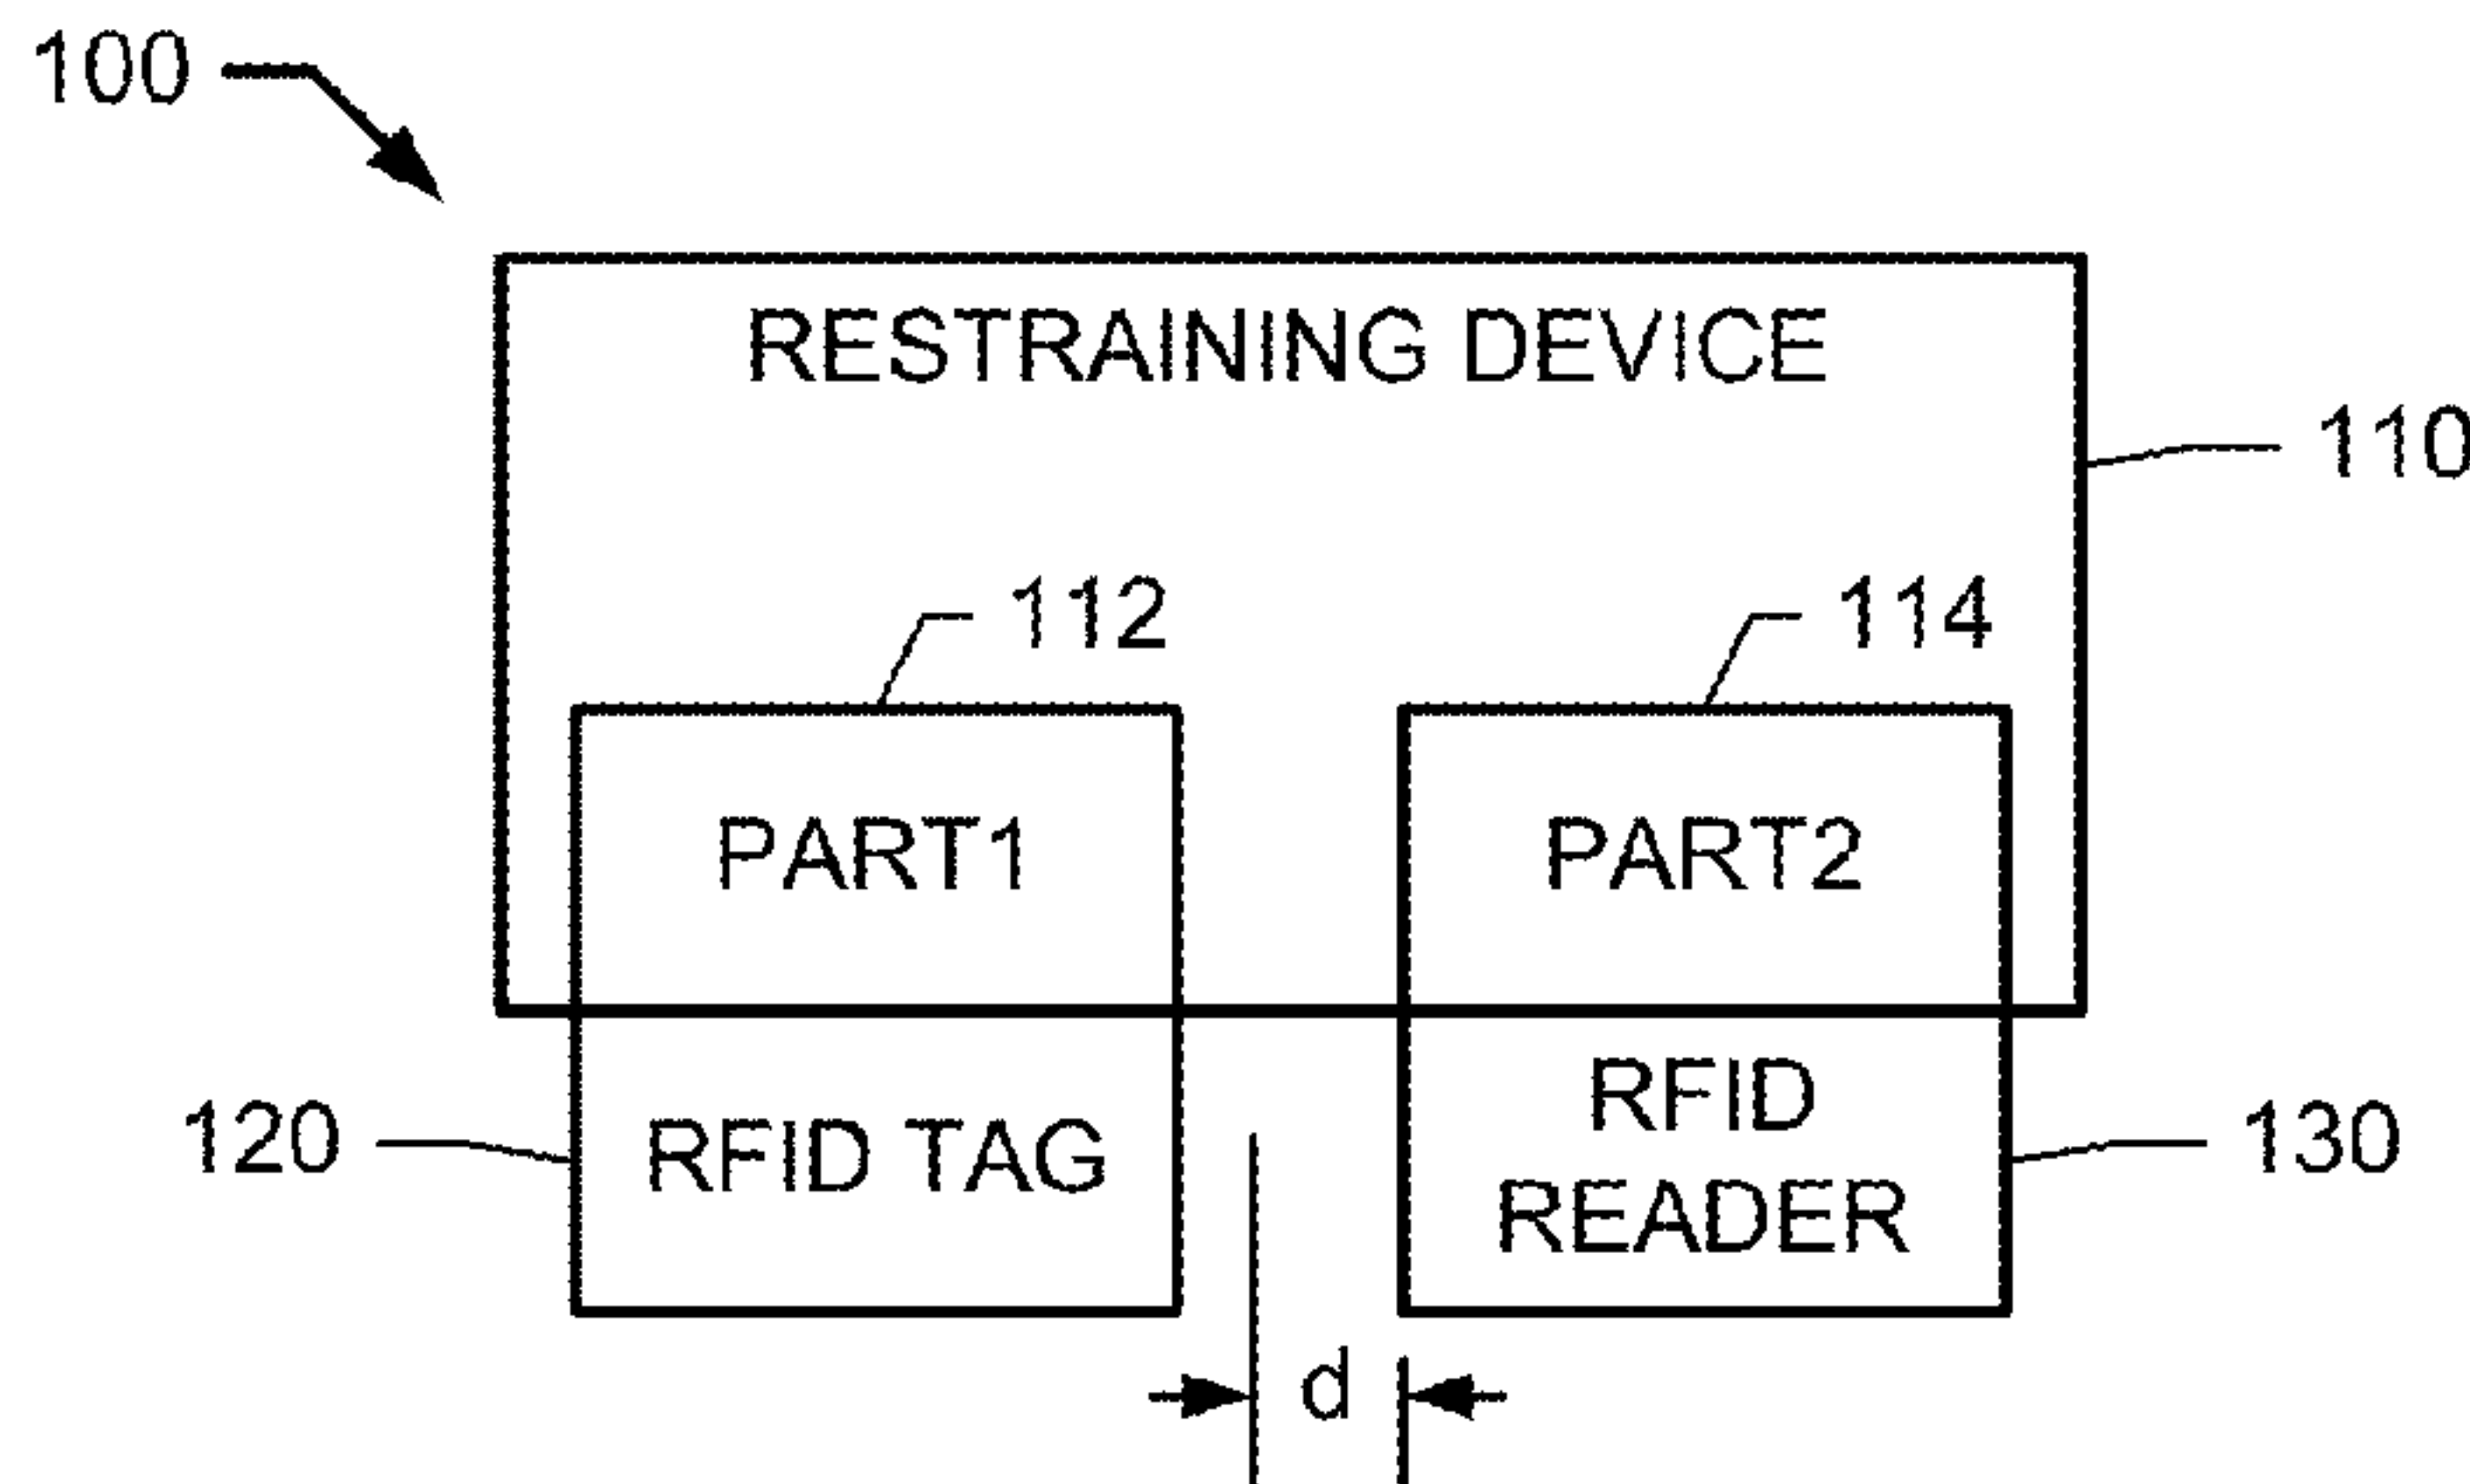 100
RESTRAINING DEVICE
110
112
114
PART1
PART2
120
RFID TAG
RFID
READER
130
d